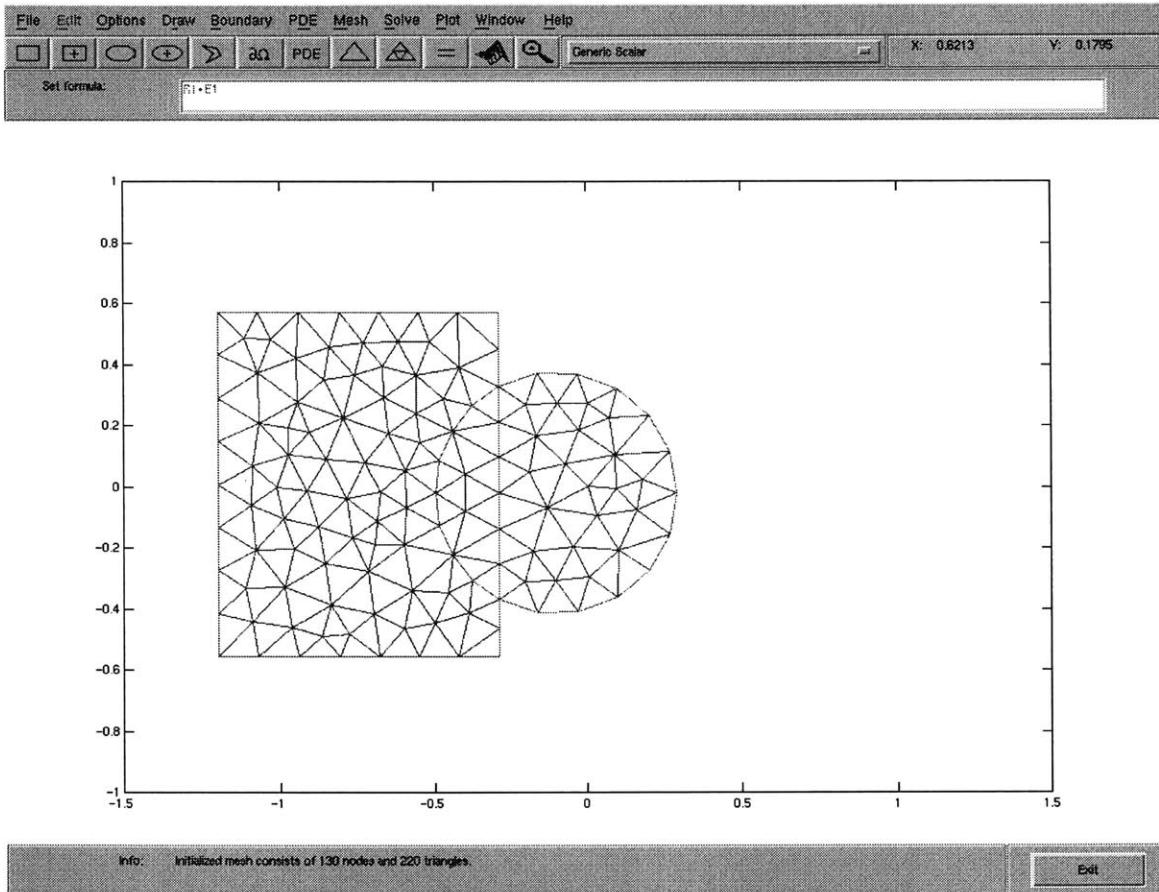 File Edit Options Draw Boundary PDE Mesh Solve Plot Window Help
∂Ω PDE = Generic Scalar X: 0.6213 Y: 0.1795
Set formula: R1+E1
1
0.8
0.6
0.4
0.2
0
-0.2
-0.4
-0.6
-0.8
-1
-1.5 -1 -0.5 0 0.5 1 1.5
Info: Initialized mesh consists of 130 nodes and 220 triangles. Exit